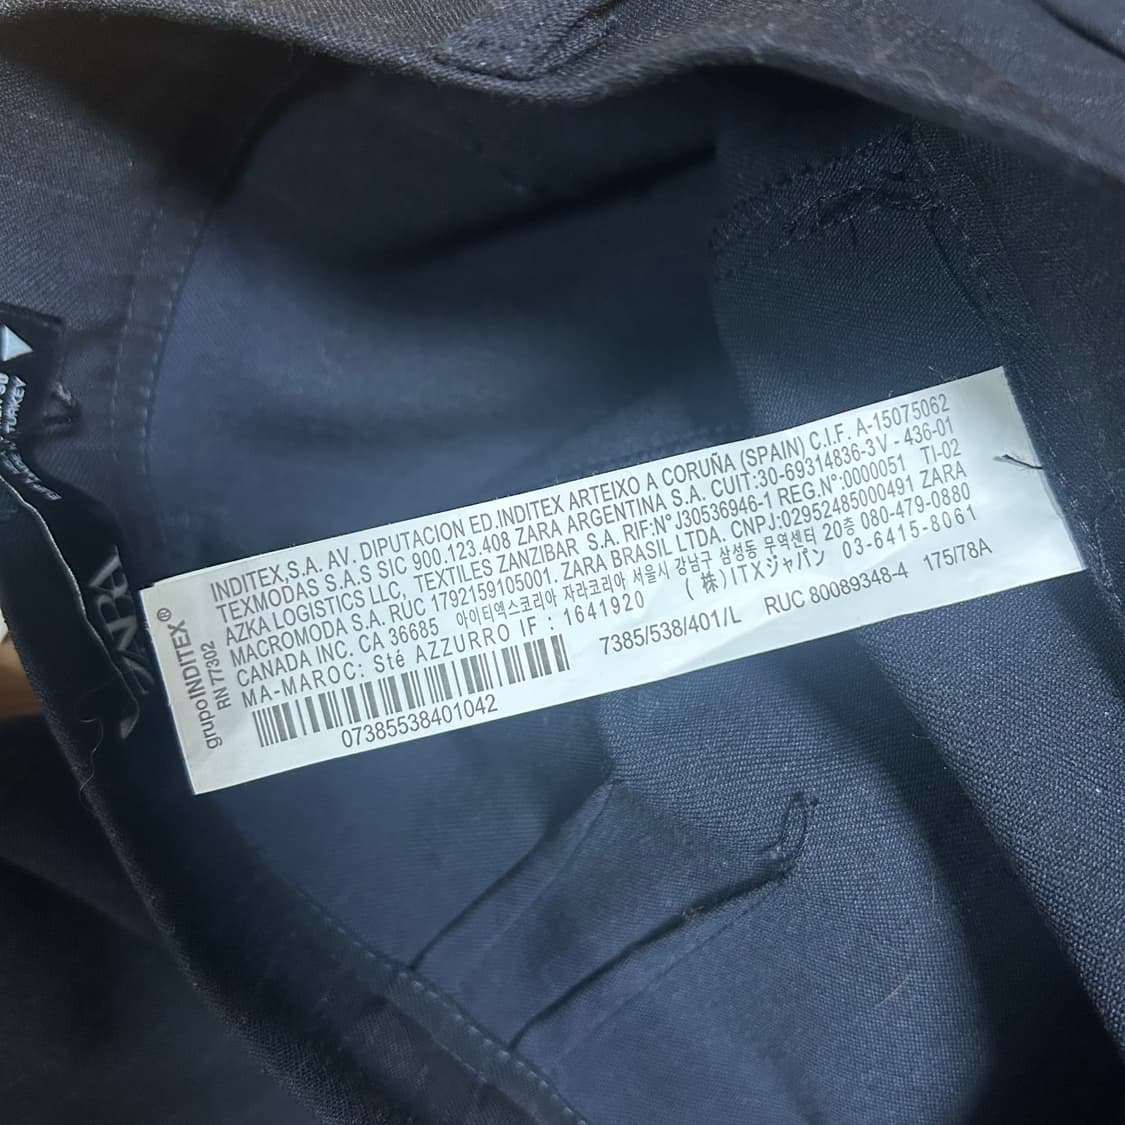 grupo INDITEX®
RN 77302
INDITEX,S.A. AV. DIPUTACION ED.INDITEX ARTEIXO A CORUÑA (SPAIN) C.I.F. A-15075062
TEXMODAS S.A.S SIC 900.123.408 ZARA ARGENTINA S.A. CUIT:30-69314836-3 V - 436-01
AZKA LOGISTICS LLC, TEXTILES ZANZIBAR S.A. RIF:Nº J30536946-1 REG.Nº:0000051 TI-02
MACROMODA S.A. RUC 1792159105001. ZARA BRASIL LTDA. CNPJ:02952485000491 ZARA
CANADA INC. CA 36685 아이티엑스코리아 자라코리아 서울시 강남구 삼성동 무역센터 20층 080-479-0880
MA-MAROC: Sté AZZURRO IF : 1641920 (株)ITXジャパン 03-6415-8061
7385/538/401/L RUC 80089348-4 175/78A
07385538401042
ZARA
TURKEY